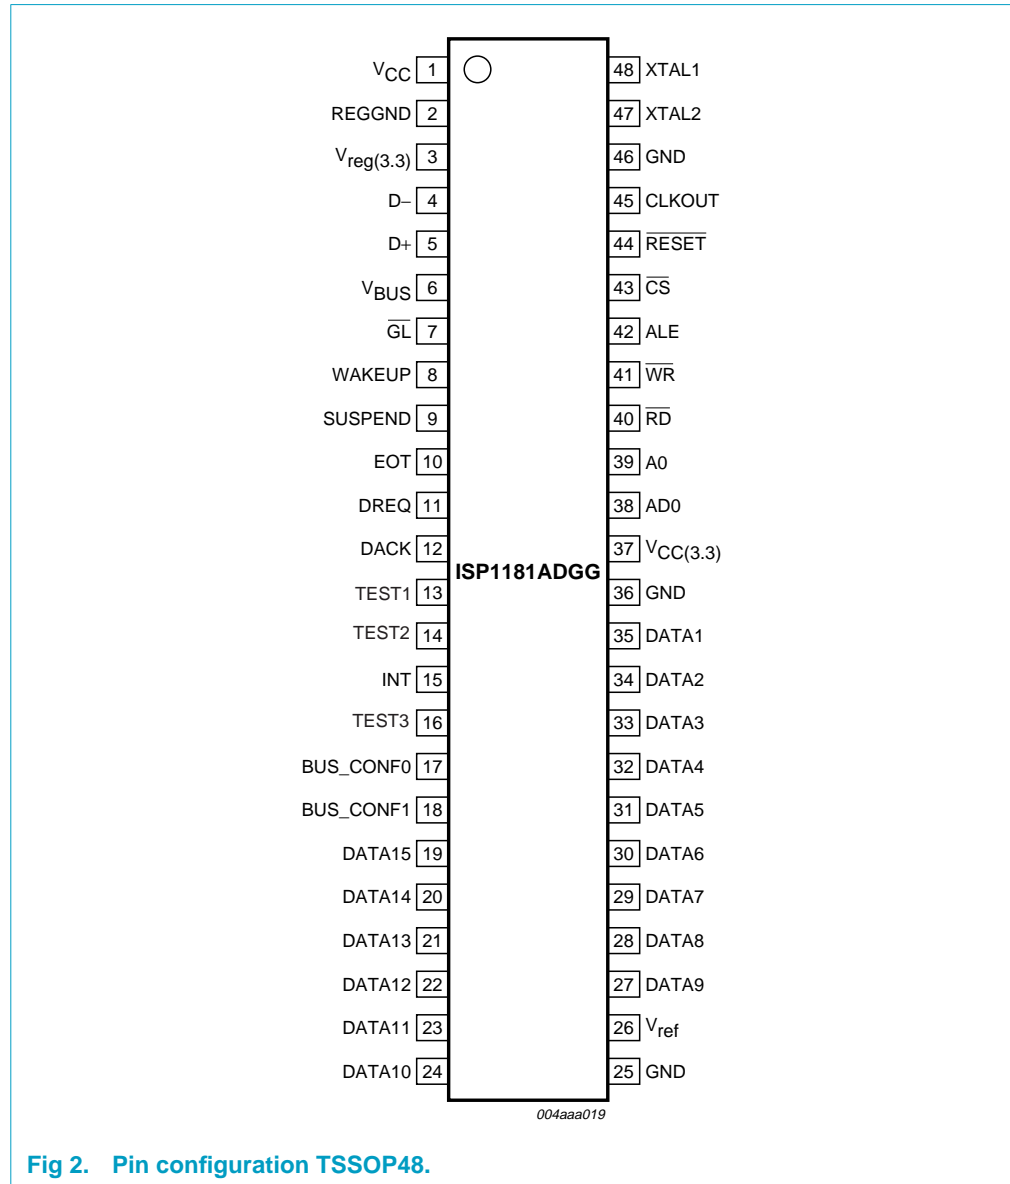 VCC 1 48 XTAL1
REGGND 2 47 XTAL2
Vreg(3.3) 3 46 GND
D− 4 45 CLKOUT
D+ 5 44 RESET
VBUS 6 43 CS
GL 7 42 ALE
WAKEUP 8 41 WR
SUSPEND 9 40 RD
EOT 10 39 A0
DREQ 11 38 AD0
DACK 12 37 VCC(3.3)
ISP1181ADGG
TEST1 13 36 GND
TEST2 14 35 DATA1
INT 15 34 DATA2
TEST3 16 33 DATA3
BUS_CONF0 17 32 DATA4
BUS_CONF1 18 31 DATA5
DATA15 19 30 DATA6
DATA14 20 29 DATA7
DATA13 21 28 DATA8
DATA12 22 27 DATA9
DATA11 23 26 Vref
DATA10 24 25 GND
004aaa019
Fig 2. Pin configuration TSSOP48.